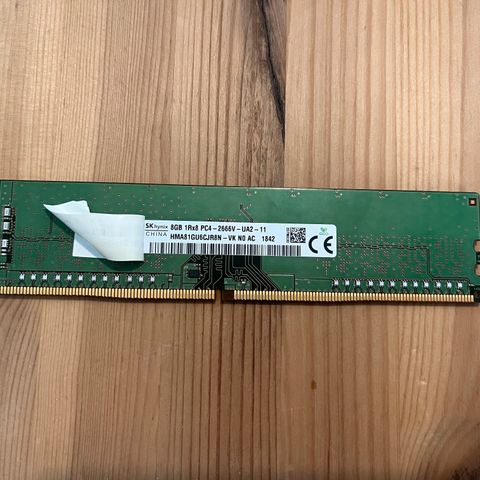 SK hynix 8GB 1Rx8 PC4-2666V-UA2-11
CHINA HMA81GU6CJR8N-VK N0 AC 1842
CE